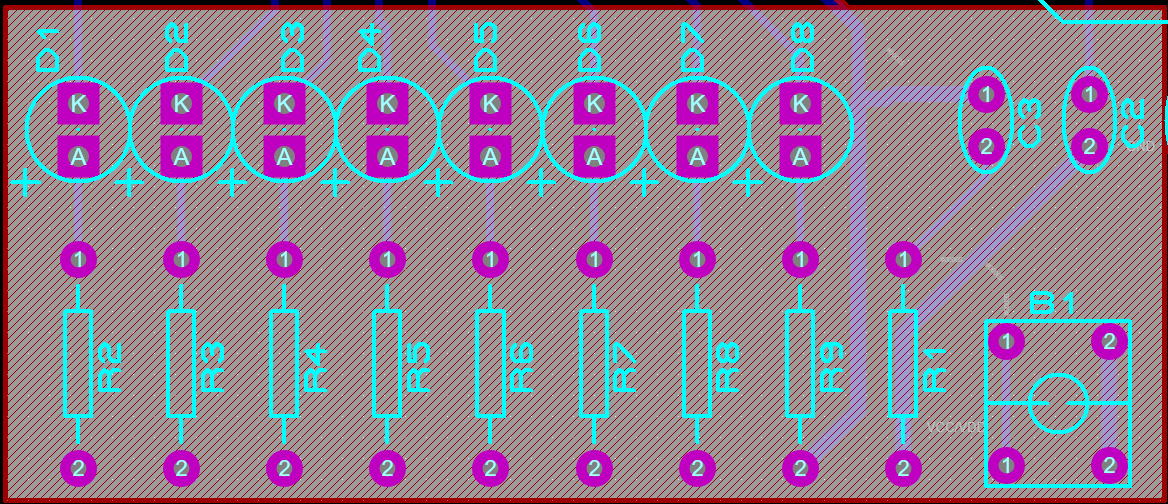 D1 D2 D3 D4 D5 D6 D7 D8
K K K K K K K K 1 1
C3 C2
A A A A A A A A 2 2
+ + + + + + + +
1 1 1 1 1 1 1 1 1
B1
1 2
R2 R3 R4 R5 R6 R7 R8 R9 R1
VCC/VDD
2 2 2 2 2 2 2 2 2 1 2